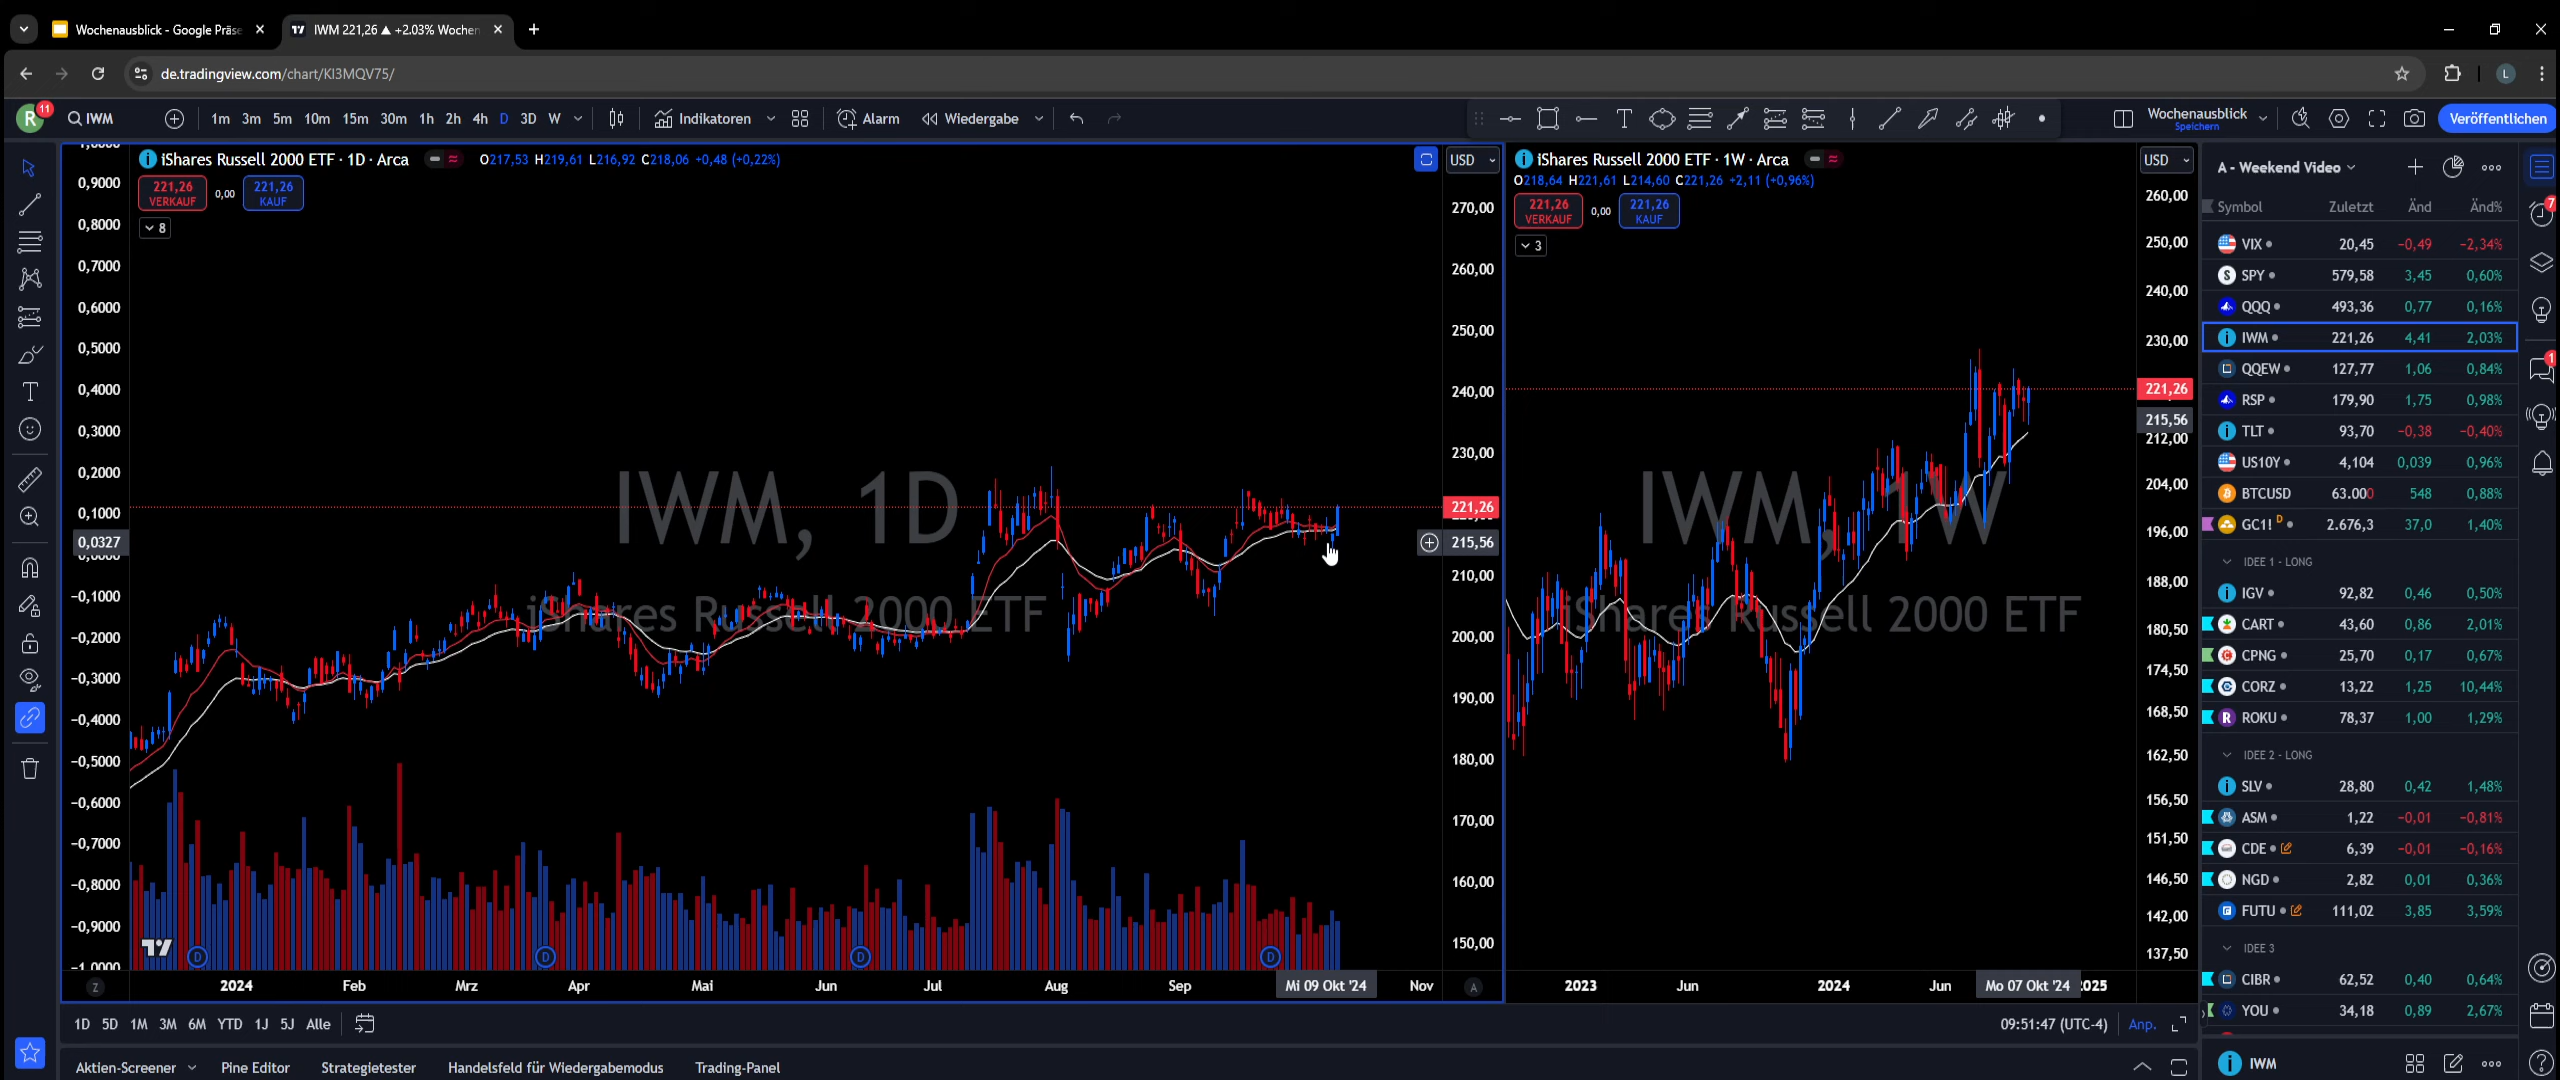 Wochenausblick - Google Präse
IWM 221,26 ▲ +2.03% Wochen
de.tradingview.com/chart/KI3MQV75/
R 11 IWM 1m 3m 5m 10m 15m 30m 1h 2h 4h D 3D W Indikatoren Alarm Wiedergabe Wochenausblick Speichern Veröffentlichen
iShares Russell 2000 ETF · 1D · Arca O217,53 H219,61 L216,92 C218,06 +0,48 (+0,22%) USD
221,26 VERKAUF 0,00 221,26 KAUF
8
0,9000
0,8000
0,7000
0,6000
0,5000
0,4000
0,3000
0,2000
0,1000
0,0327
-0,1000
-0,2000
-0,3000
-0,4000
-0,5000
-0,6000
-0,7000
-0,8000
-0,9000
IWM, 1D
iShares Russell 2000 ETF
270,00
260,00
250,00
240,00
230,00
221,26
215,56
210,00
200,00
190,00
180,00
170,00
160,00
150,00
D D D D
Z 2024 Feb Mrz Apr Mai Jun Jul Aug Sep Mi 09 Okt '24 Nov A
iShares Russell 2000 ETF · 1W · Arca USD
O218,64 H221,61 L214,60 C221,26 +2,11 (+0,96%)
221,26 VERKAUF 0,00 221,26 KAUF
3
IWM, 1W
iShares Russell 2000 ETF
260,00
250,00
240,00
230,00
221,26
215,56
212,00
204,00
196,00
188,00
180,50
174,50
168,50
162,50
156,50
151,50
146,50
142,00
137,50
2023 Jun 2024 Jun Mo 07 Okt '24 2025
A - Weekend Video
Symbol Zuletzt Änd Änd%
VIX 20,45 -0,49 -2,34%
SPY 579,58 3,45 0,60%
QQQ 493,36 0,77 0,16%
IWM 221,26 4,41 2,03%
QQEW 127,77 1,06 0,84%
RSP 179,90 1,75 0,98%
TLT 93,70 -0,38 -0,40%
US10Y 4,104 0,039 0,96%
BTCUSD 63.000 548 0,88%
GC1! D 2.676,3 37,0 1,40%
IDEE 1 - LONG
IGV 92,82 0,46 0,50%
CART 43,60 0,86 2,01%
CPNG 25,70 0,17 0,67%
CORZ 13,22 1,25 10,44%
ROKU 78,37 1,00 1,29%
IDEE 2 - LONG
SLV 28,80 0,42 1,48%
ASM 1,22 -0,01 -0,81%
CDE 6,39 -0,01 -0,16%
NGD 2,82 0,01 0,36%
FUTU 111,02 3,85 3,59%
IDEE 3
CIBR 62,52 0,40 0,64%
YOU 34,18 0,89 2,67%
IWM
1D 5D 1M 3M 6M YTD 1J 5J Alle 09:51:47 (UTC-4) Anp.
Aktien-Screener Pine Editor Strategietester Handelsfeld für Wiedergabemodus Trading-Panel